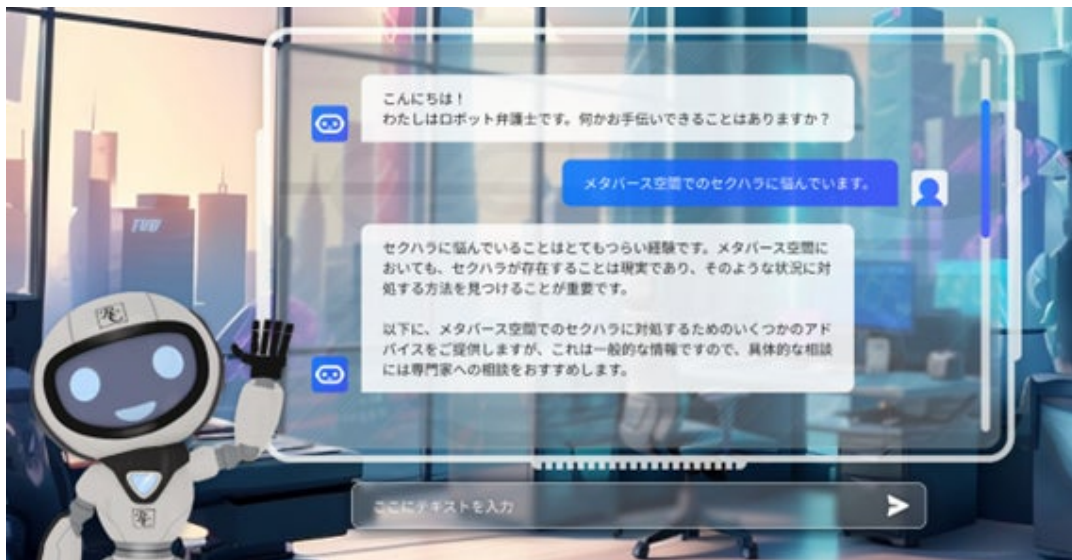 こんにちは！
わたしはロボット弁護士です。何かお手伝いできることはありますか？
メタバース空間でのセクハラに悩んでいます。
セクハラに悩んでいることはとてもつらい経験です。メタバース空間に
おいても、セクハラが存在することは現実であり、そのような状況に対
処する方法を見つけることが重要です。
以下に、メタバース空間でのセクハラに対処するためのいくつかのアド
バイスをご提供しますが、これは一般的な情報ですので、具体的な相談
には専門家への相談をおすすめします。
ここにテキストを入力